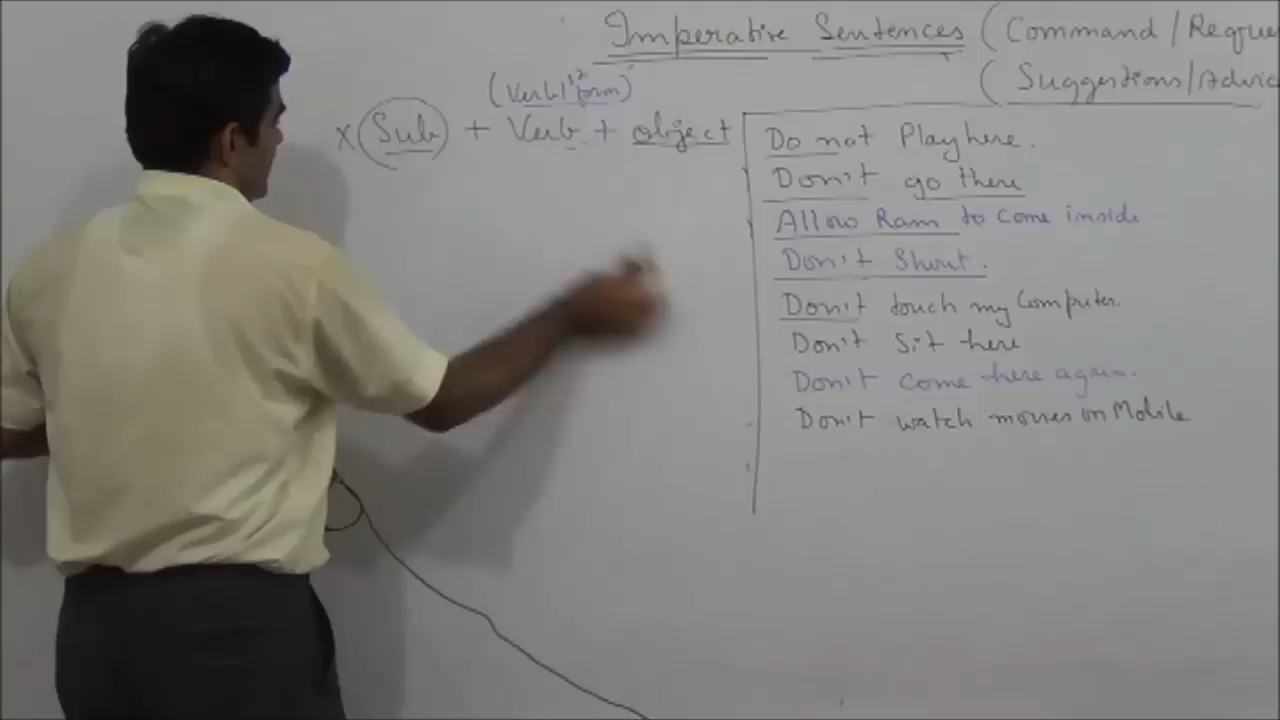 Imperative Sentences (Command/Reque
(Suggestions/Advic
(Verb 1st form)
x (Sub) + Verb + object
Do not Play here.
Don't go there
Allow Ram to come inside
Don't Shout.
Don't touch my Computer.
Don't Sit here
Don't come here again.
Don't watch movies on Mobile